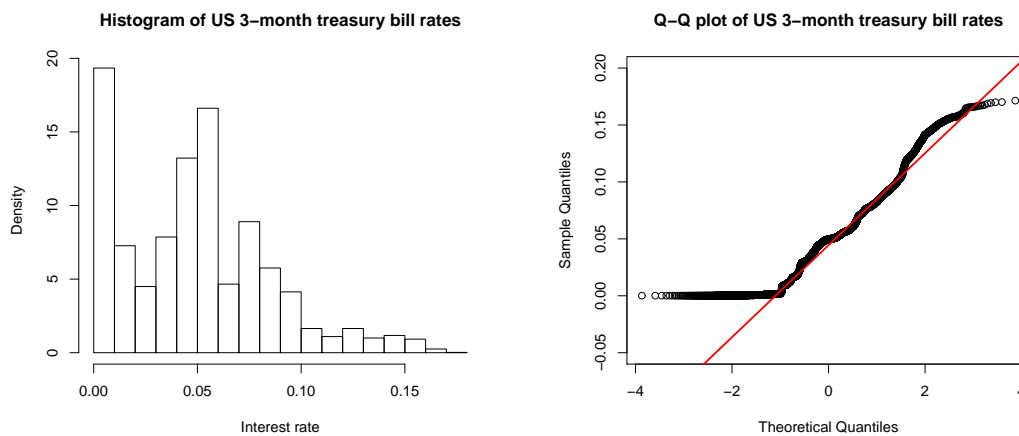 Histogram of US 3−month treasury bill rates
Density
20
15
10
5
0
0.00 0.05 0.10 0.15
Interest rate
Q−Q plot of US 3−month treasury bill rates
Sample Quantiles
0.20
0.15
0.10
0.05
0.00
−0.05
−4 −2 0 2 4
Theoretical Quantiles